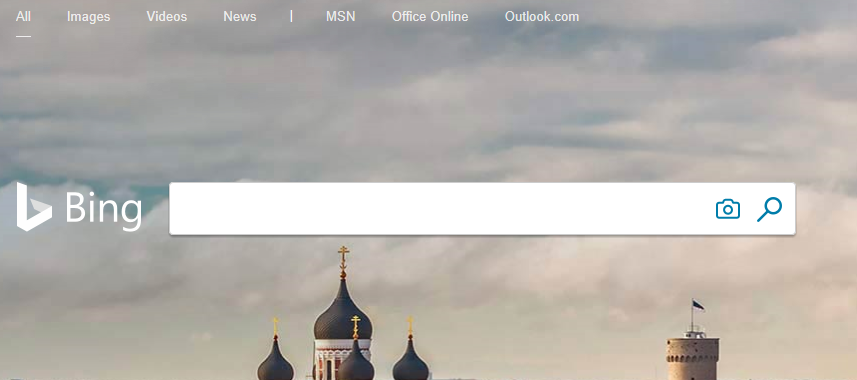 All Images Videos News | MSN Office Online Outlook.com
Bing